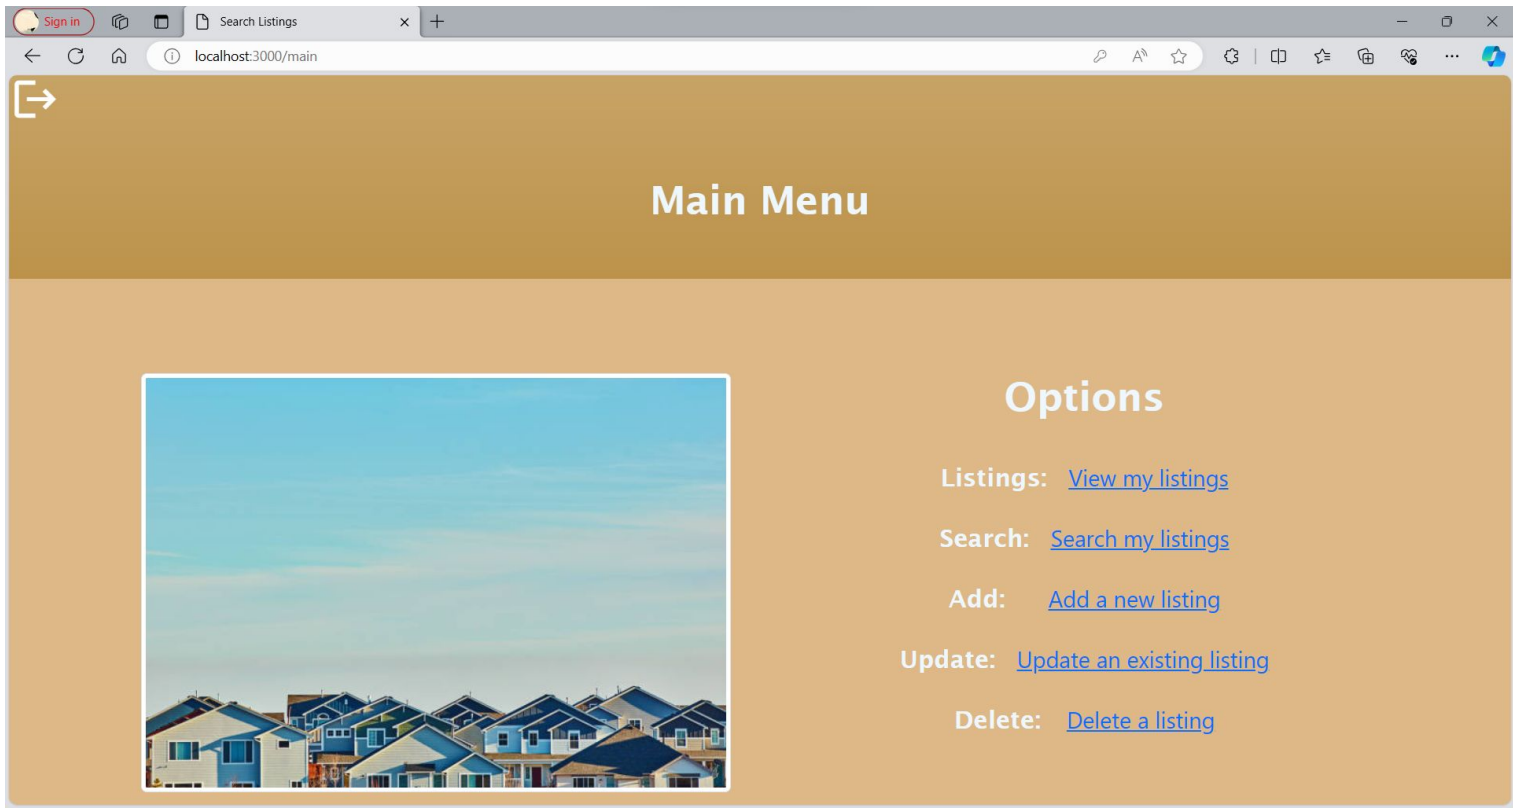 Sign in
Search Listings
localhost:3000/main
Main Menu
Options
Listings: View my listings
Search: Search my listings
Add: Add a new listing
Update: Update an existing listing
Delete: Delete a listing